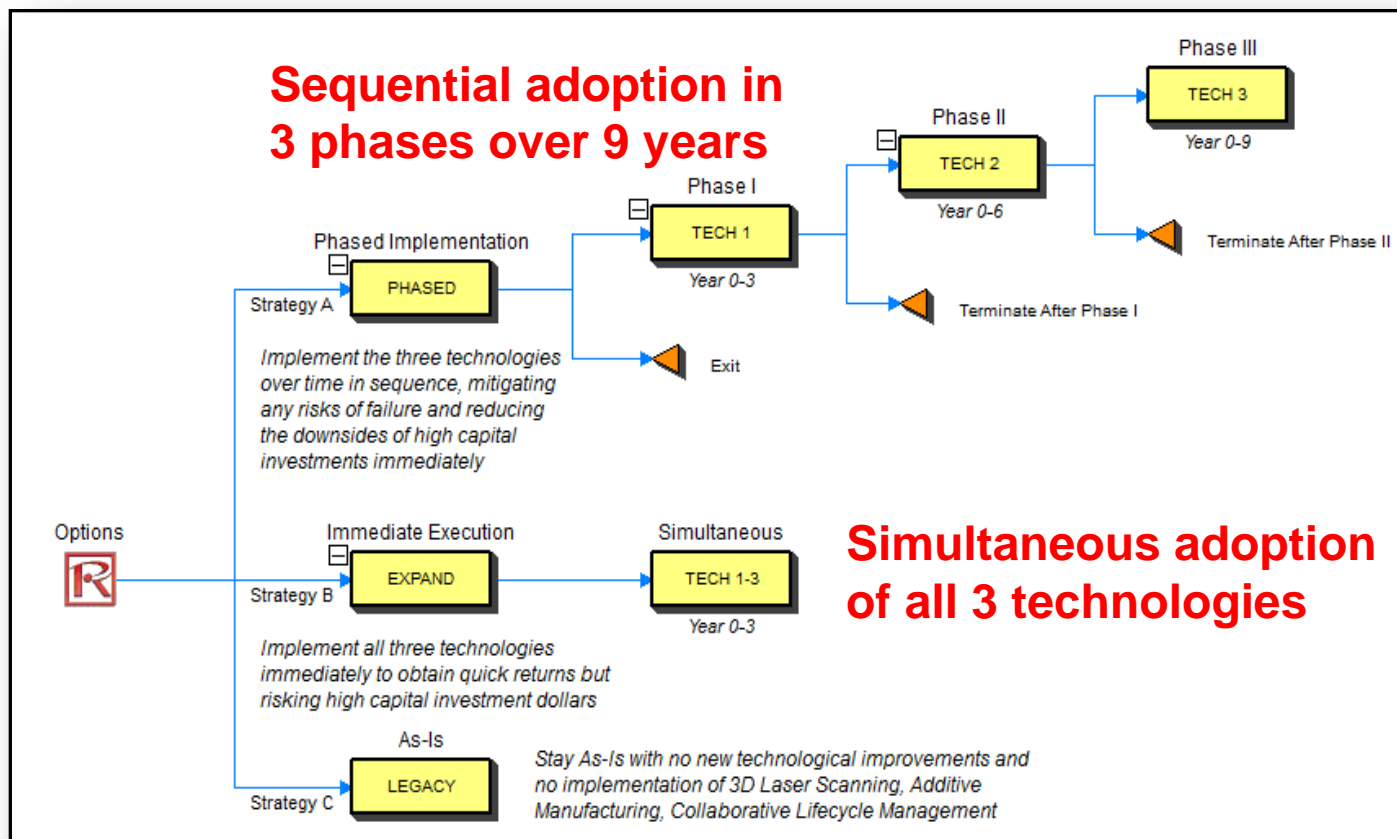 Sequential adoption in
3 phases over 9 years
Phase III
TECH 3
Year 0-9
Phase II
TECH 2
Year 0-6
Terminate After Phase II
Phase I
TECH 1
Year 0-3
Terminate After Phase I
Phased Implementation
PHASED
Strategy A
Exit
Implement the three technologies
over time in sequence, mitigating
any risks of failure and reducing
the downsides of high capital
investments immediately
Options
R
Immediate Execution
EXPAND
Strategy B
Simultaneous
TECH 1-3
Year 0-3
Simultaneous adoption
of all 3 technologies
Implement all three technologies
immediately to obtain quick returns but
risking high capital investment dollars
As-Is
LEGACY
Strategy C
Stay As-Is with no new technological improvements and
no implementation of 3D Laser Scanning, Additive
Manufacturing, Collaborative Lifecycle Management